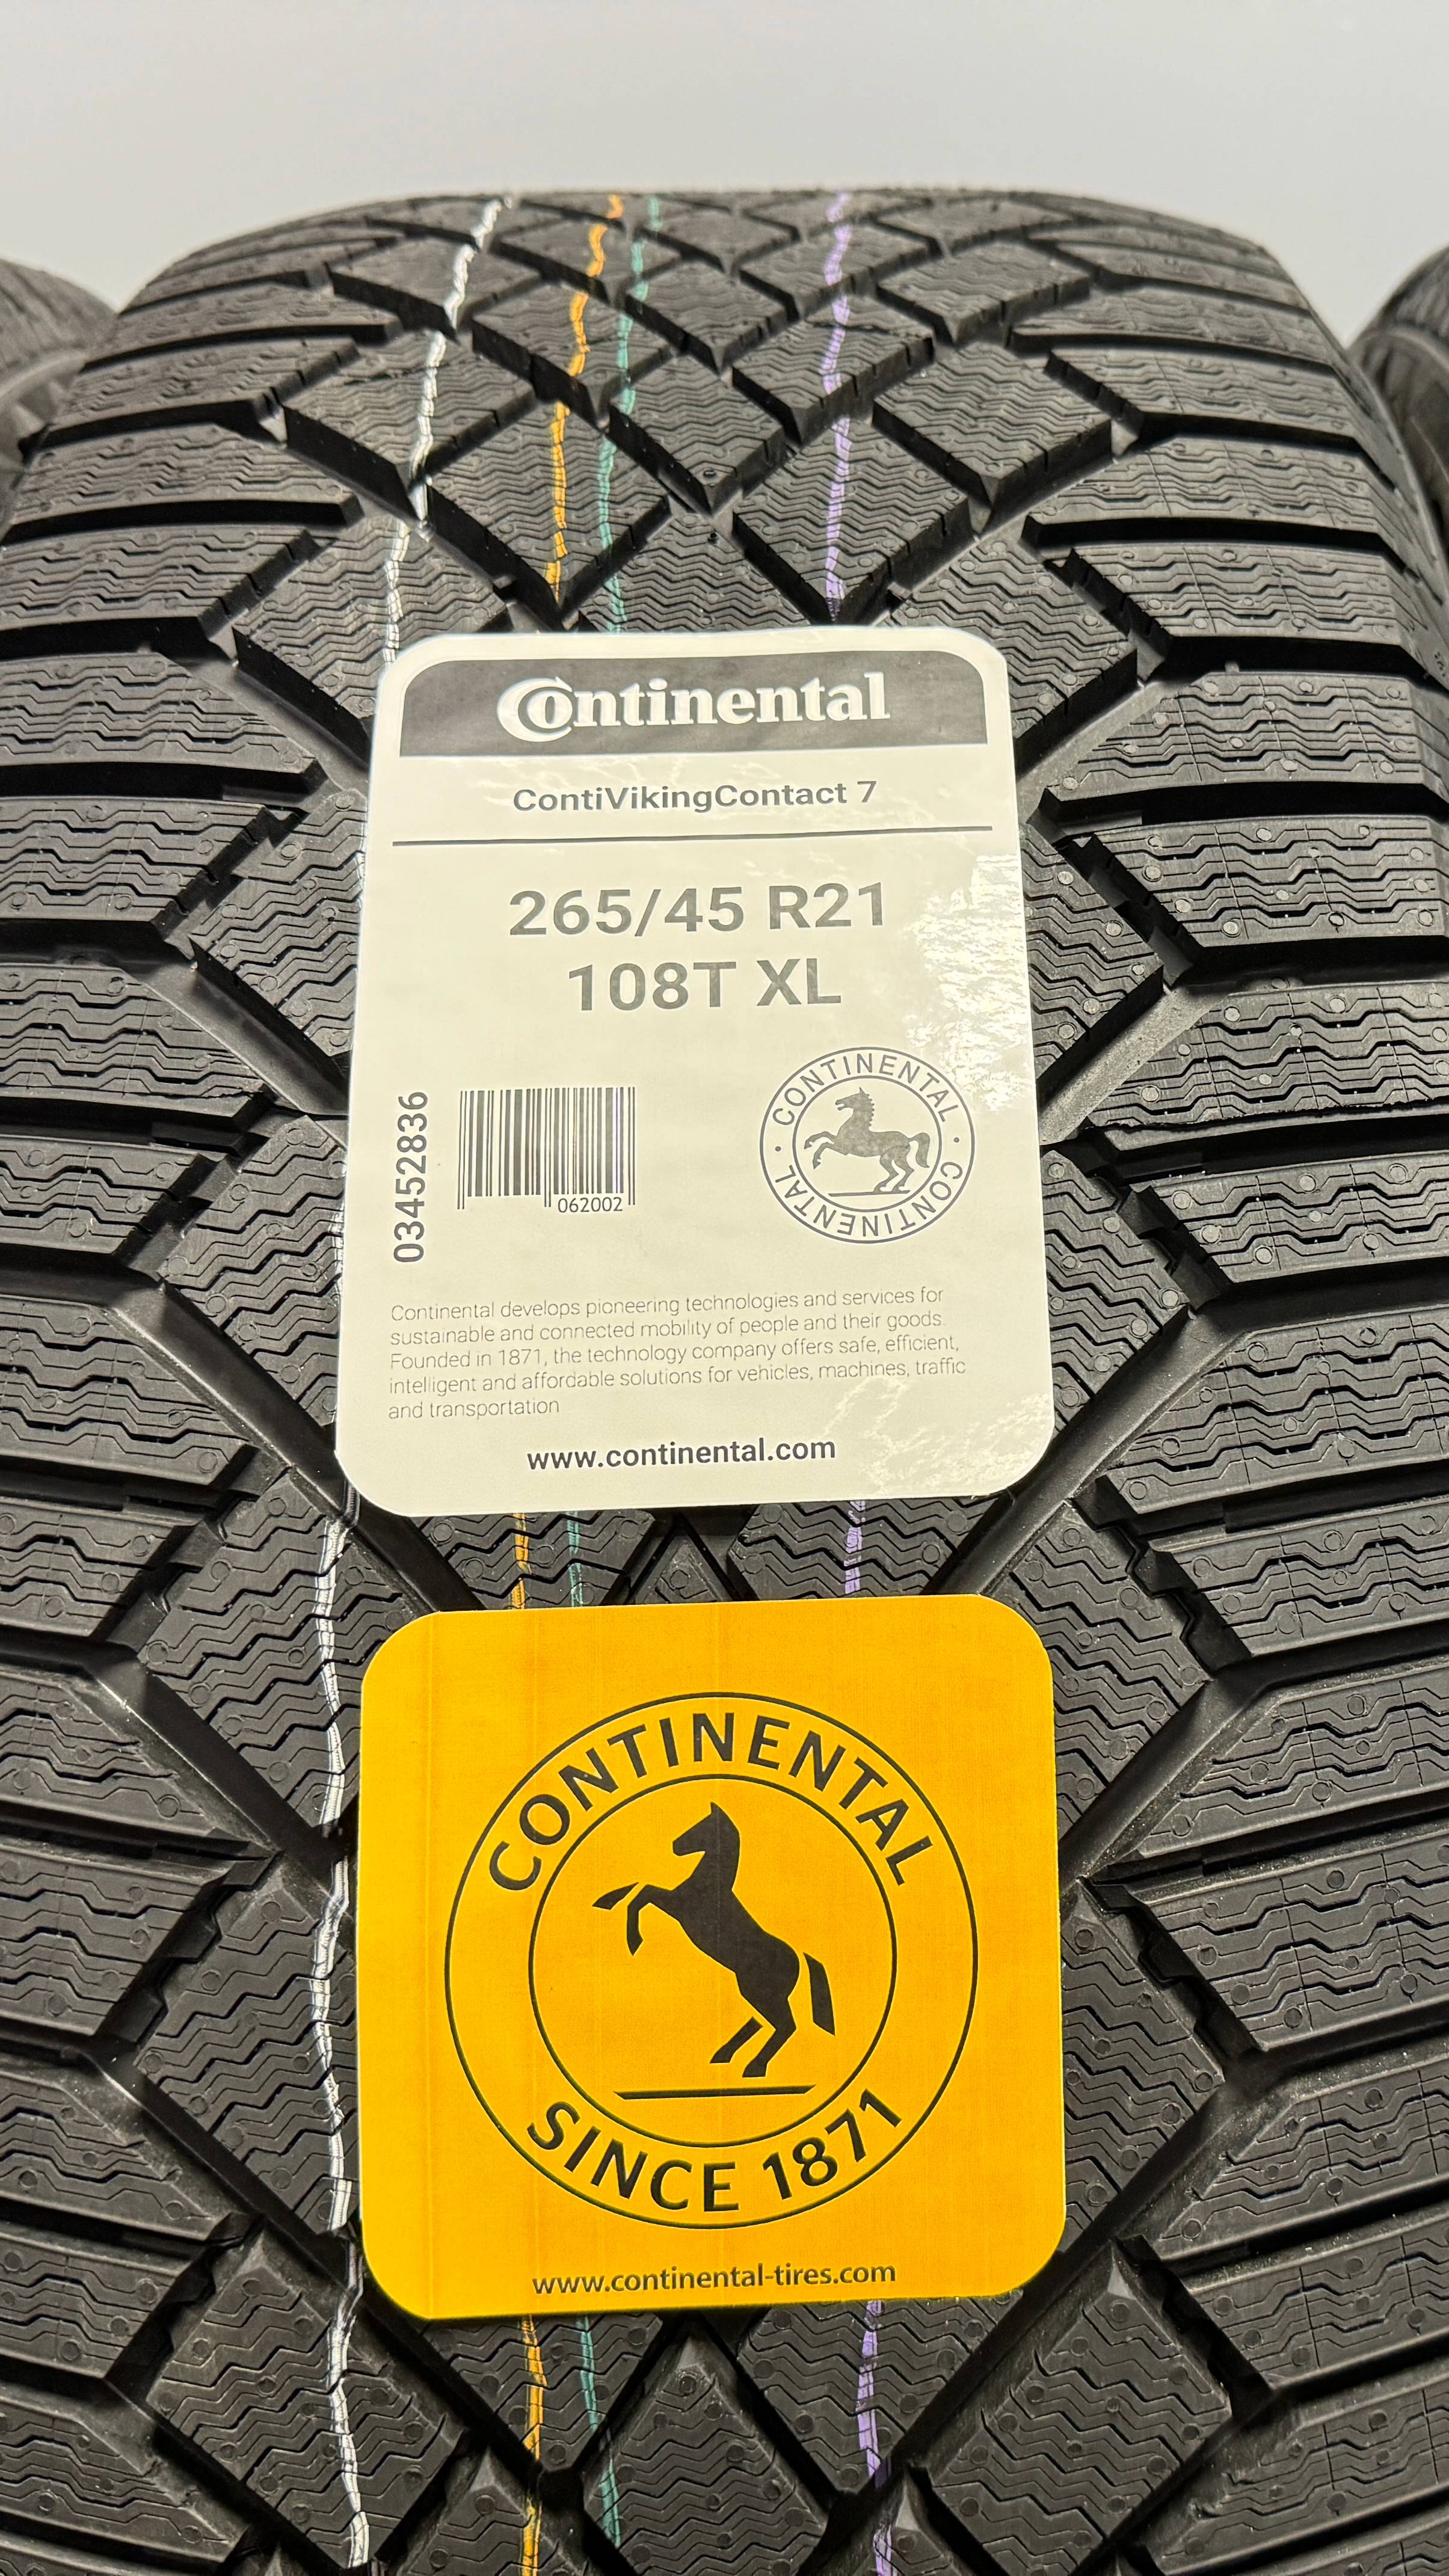 Continental
ContiVikingContact 7
265/45 R21
108T XL
03452836
062002
CONTINENTAL · CONTINENTAL ·
Continental develops pioneering technologies and services for
sustainable and connected mobility of people and their goods.
Founded in 1871, the technology company offers safe, efficient,
intelligent and affordable solutions for vehicles, machines, traffic
and transportation
www.continental.com
CONTINENTAL
SINCE 1871
www.continental-tires.com